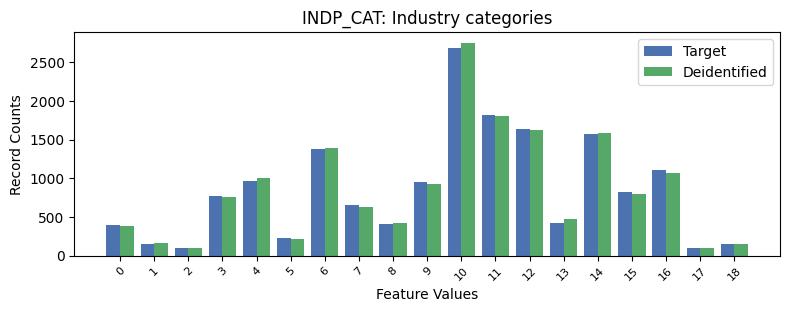 INDP_CAT: Industry categories
Target
Deidentified
2500
2000
1500
1000
500
0
Record Counts
0 1 2 3 4 5 6 7 8 9 10 11 12 13 14 15 16 17 18
Feature Values